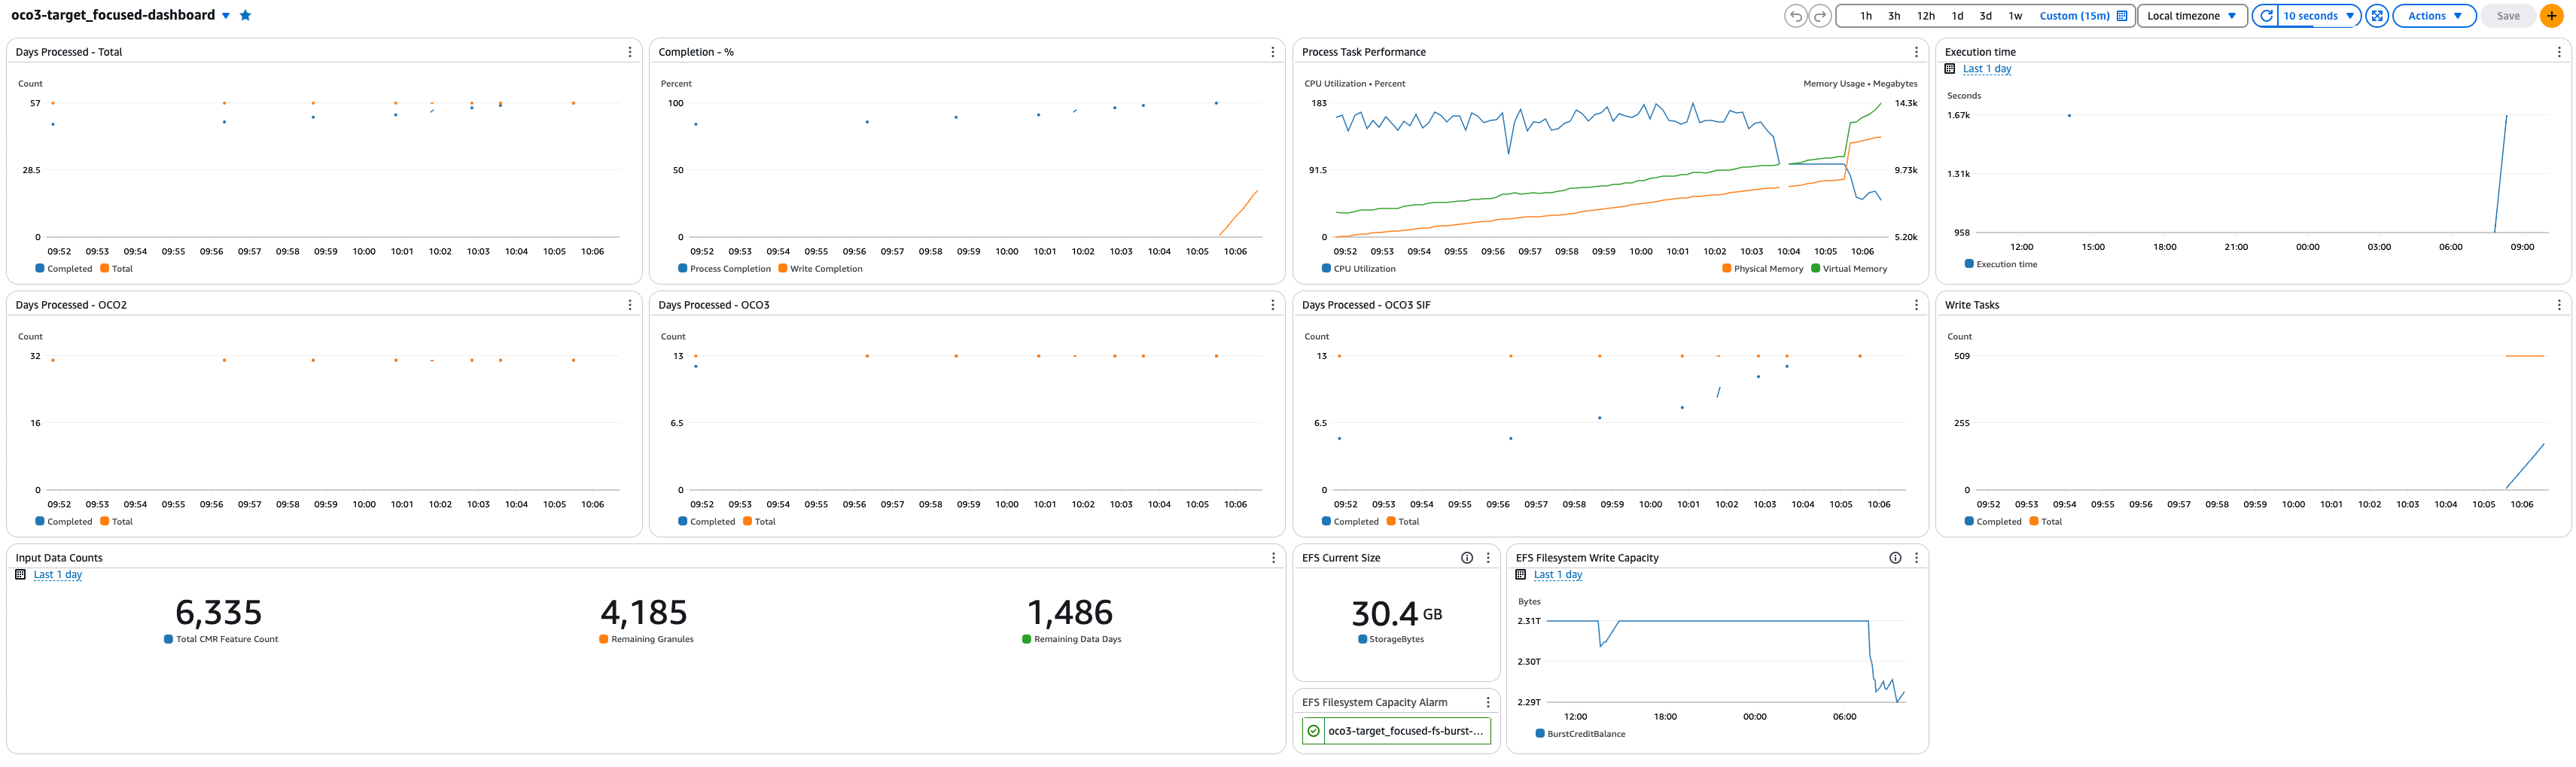 oco3-target_focused-dashboard
1h 3h 12h 1d 3d 1w Custom (15m) Local timezone 10 seconds Actions Save
Days Processed - Total
Count
57
28.5
0
09:52 09:53 09:54 09:55 09:56 09:57 09:58 09:59 10:00 10:01 10:02 10:03 10:04 10:05 10:06
Completed Total
Completion - %
Percent
100
50
0
09:52 09:53 09:54 09:55 09:56 09:57 09:58 09:59 10:00 10:01 10:02 10:03 10:04 10:05 10:06
Process Completion Write Completion
Process Task Performance
CPU Utilization • Percent Memory Usage • Megabytes
183 14.3k
91.5 9.73k
0 5.20k
09:52 09:53 09:54 09:55 09:56 09:57 09:58 09:59 10:00 10:01 10:02 10:03 10:04 10:05 10:06
CPU Utilization Physical Memory Virtual Memory
Execution time
Last 1 day
Seconds
1.67k
1.31k
958
12:00 15:00 18:00 21:00 00:00 03:00 06:00 09:00
Execution time
Days Processed - OCO2
Count
32
16
0
09:52 09:53 09:54 09:55 09:56 09:57 09:58 09:59 10:00 10:01 10:02 10:03 10:04 10:05 10:06
Completed Total
Days Processed - OCO3
Count
13
6.5
0
09:52 09:53 09:54 09:55 09:56 09:57 09:58 09:59 10:00 10:01 10:02 10:03 10:04 10:05 10:06
Completed Total
Days Processed - OCO3 SIF
Count
13
6.5
0
09:52 09:53 09:54 09:55 09:56 09:57 09:58 09:59 10:00 10:01 10:02 10:03 10:04 10:05 10:06
Completed Total
Write Tasks
Count
509
255
0
09:52 09:53 09:54 09:55 09:56 09:57 09:58 09:59 10:00 10:01 10:02 10:03 10:04 10:05 10:06
Completed Total
Input Data Counts
Last 1 day
6,335 4,185 1,486
Total CMR Feature Count Remaining Granules Remaining Data Days
EFS Current Size
30.4 GB
StorageBytes
EFS Filesystem Capacity Alarm
oco3-target_focused-fs-burst-...
EFS Filesystem Write Capacity
Last 1 day
Bytes
2.31T
2.30T
2.29T
12:00 18:00 00:00 06:00
BurstCreditBalance